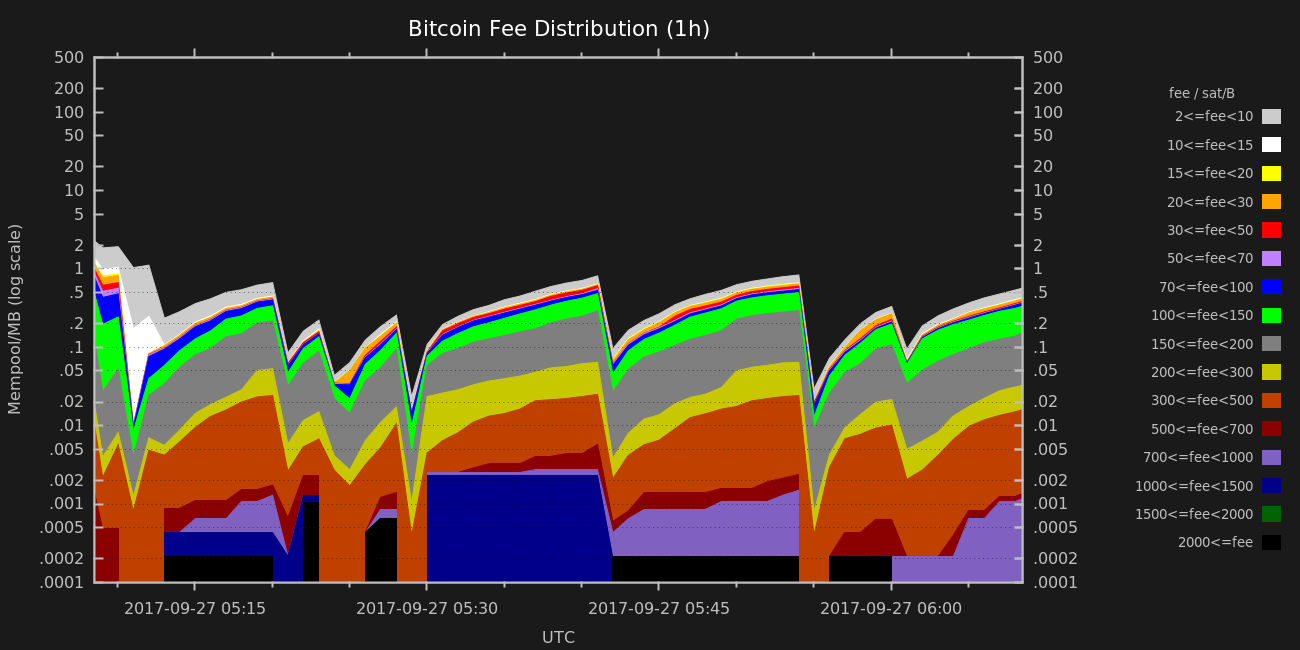 Bitcoin Fee Distribution (1h)
Mempool/MB (log scale)
500
200
100
50
20
10
5
2
1
.5
.2
.1
.05
.02
.01
.005
.002
.001
.0005
.0002
.0001
500
200
100
50
20
10
5
2
1
.5
.2
.1
.05
.02
.01
.005
.002
.001
.0005
.0002
.0001
2017-09-27 05:15
2017-09-27 05:30
2017-09-27 05:45
2017-09-27 06:00
UTC
fee / sat/B
2<=fee<10
10<=fee<15
15<=fee<20
20<=fee<30
30<=fee<50
50<=fee<70
70<=fee<100
100<=fee<150
150<=fee<200
200<=fee<300
300<=fee<500
500<=fee<700
700<=fee<1000
1000<=fee<1500
1500<=fee<2000
2000<=fee